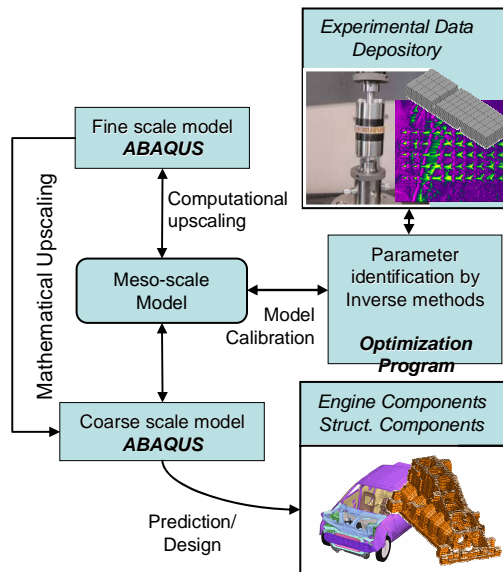 Experimental Data
Depository
Fine scale model
ABAQUS
Computational
upscaling
Mathematical Upscaling
Meso-scale
Model
Model
Calibration
Parameter
identification by
Inverse methods
Optimization
Program
Coarse scale model
ABAQUS
Engine Components
Struct. Components
Prediction/
Design